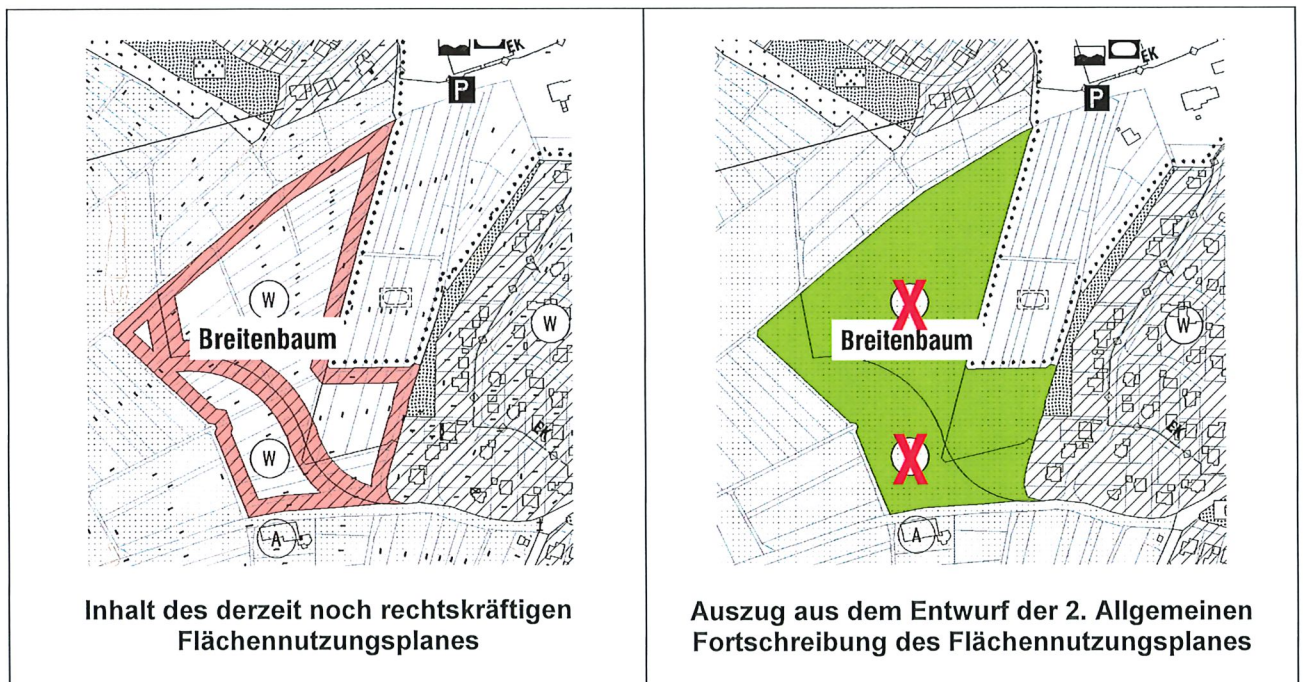 EK
P
W
Breitenbaum
W
W
EK
A
Inhalt des derzeit noch rechtskräftigen
Flächennutzungsplanes
EK
P
X
Breitenbaum
W
X
EK
A
Auszug aus dem Entwurf der 2. Allgemeinen
Fortschreibung des Flächennutzungsplanes